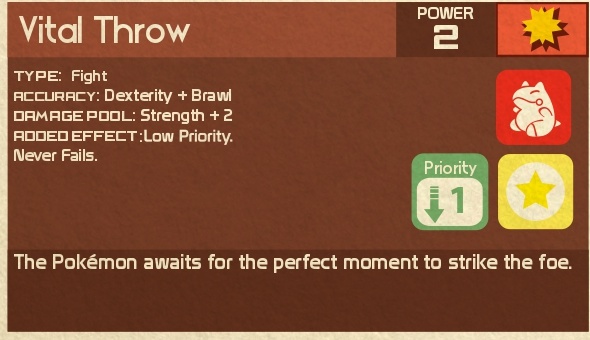 Vital Throw
POWER
2
TYPE: Fight
ACCURACY: Dexterity + Brawl
DAMAGE POOL: Strength + 2
ADDED EFFECT:Low Priority.
Never Fails.
Priority
1
The Pokémon awaits for the perfect moment to strike the foe.